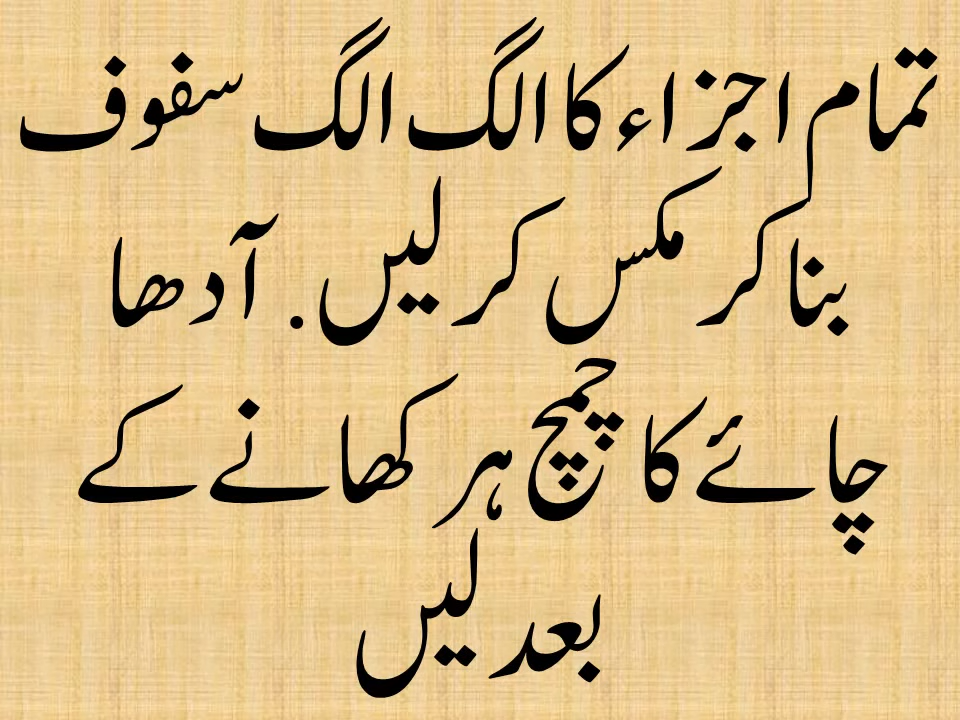 تمام اجزاء کا الگ الگ سفوف
بنا کر مکس کر لیں. آدھا
چائے کا چمچ ہر کھانے کے
بعد لیں